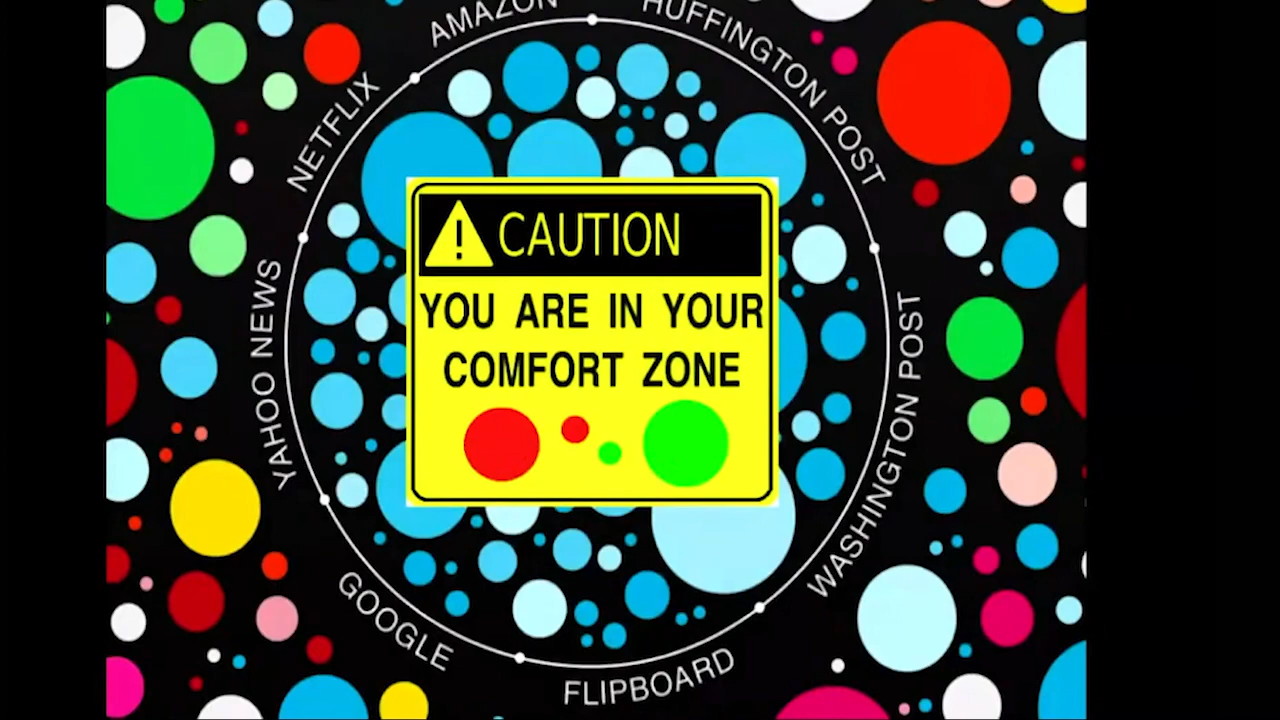 AMAZON
HUFFINGTON POST
NETFLIX
CAUTION
YOU ARE IN YOUR
COMFORT ZONE
YAHOO NEWS
WASHINGTON POST
GOOGLE
FLIPBOARD